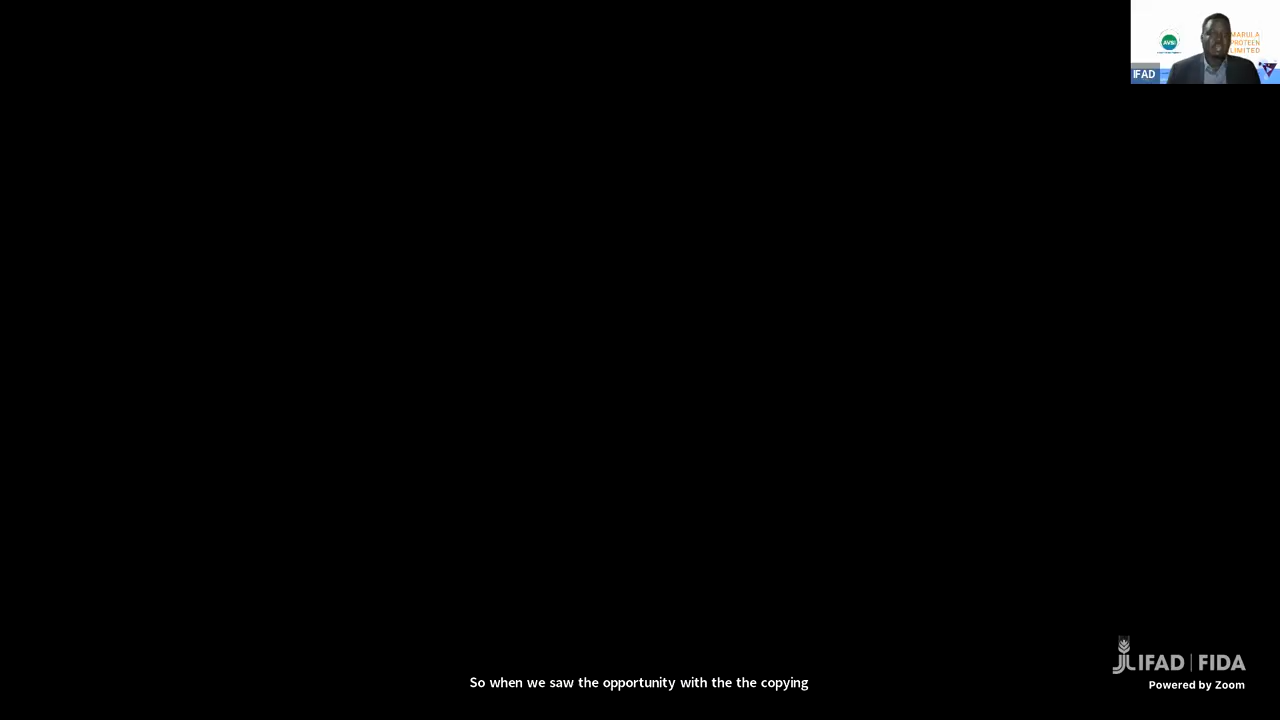 AVSI
MARULA
PROTEEN
LIMITED
IFAD
So when we saw the opportunity with the the copying
IFAD | FIDA
Powered by Zoom